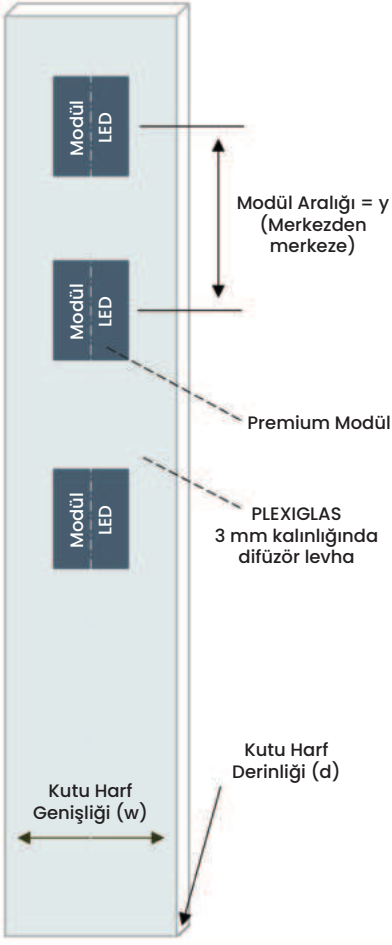 Modül
LED
Modül Aralığı = y
(Merkezden
merkeze)
Modül
LED
Premium Modül
Modül
LED
PLEXIGLAS
3 mm kalınlığında
difüzör levha
Kutu Harf
Derinliği (d)
Kutu Harf
Genişliği (w)